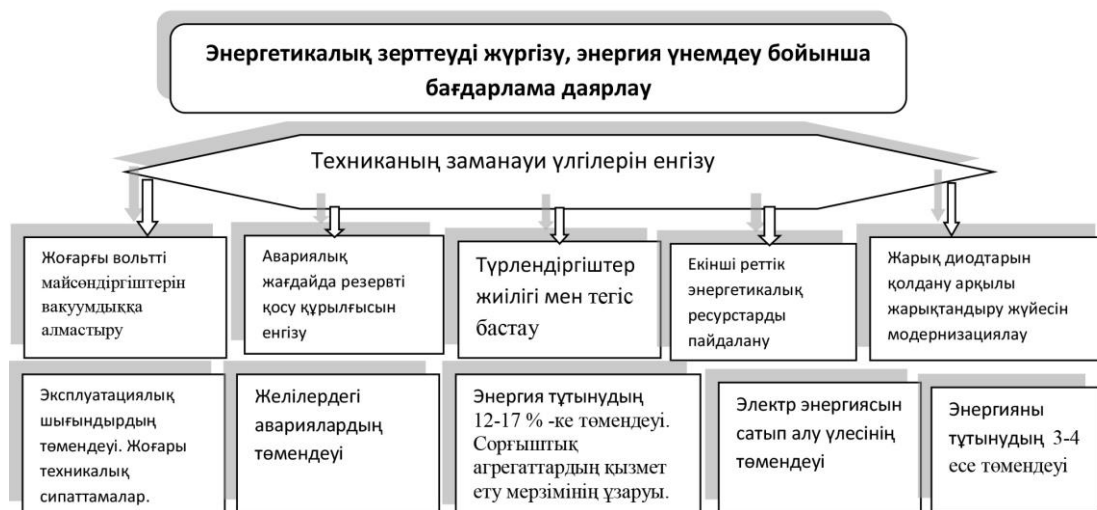 Энергетикалық зерттеуді жүргізу, энергия үнемдеу бойынша
бағдарлама даярлау
Техниканың заманауи үлгілерін енгізу
Жоғарғы вольтті
майсөндіргіштерін
вакуумдыққа
алмастыру
Авариялық
жағдайда резервті
қосу құрылғысын
енгізу
Түрлендіргіштер
жиілігі мен тегіс
бастау
Екінші реттік
энергетикалық
ресурстарды
пайдалану
Жарық диодтарын
қолдану арқылы
жарықтандыру жүйесін
модернизациялау
Эксплуатациялық
шығындырдың
төмендеуі. Жоғары
техникалық
сипаттамалар.
Желілердегі
авариялардың
төмендеуі
Энергия тұтынудың
12-17 % -ке төмендеуі.
Сорғыштық
агрегаттардың қызмет
ету мерзімінің ұзаруы.
Электр энергиясын
сатып алу үлесінің
төмендеуі
Энергияны
тұтынудың 3-4
есе төмендеуі